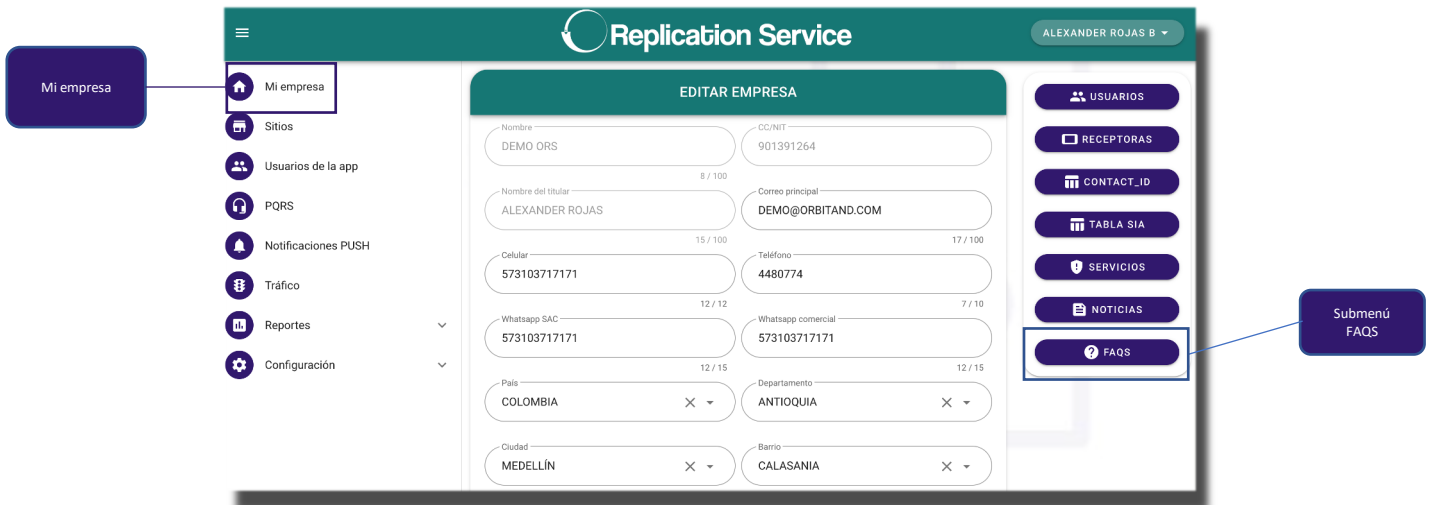 Replication Service
ALEXANDER ROJAS B
Mi empresa
Mi empresa
Sitios
Usuarios de la app
PQRS
Notificaciones PUSH
Tráfico
Reportes
Configuración
EDITAR EMPRESA
Nombre
DEMO ORS
8 / 100
CC/NIT
901391264
Nombre del titular
ALEXANDER ROJAS
15 / 100
Correo principal
DEMO@ORBITAND.COM
17 / 100
Celular
573103717171
12 / 12
Teléfono
4480774
7 / 10
Whatsapp SAC
573103717171
12 / 15
Whatsapp comercial
573103717171
12 / 15
País
COLOMBIA
Departamento
ANTIOQUIA
Ciudad
MEDELLÍN
Barrio
CALASANIA
USUARIOS
RECEPTORAS
CONTACT_ID
TABLA SIA
SERVICIOS
NOTICIAS
FAQS
Submenú
FAQS